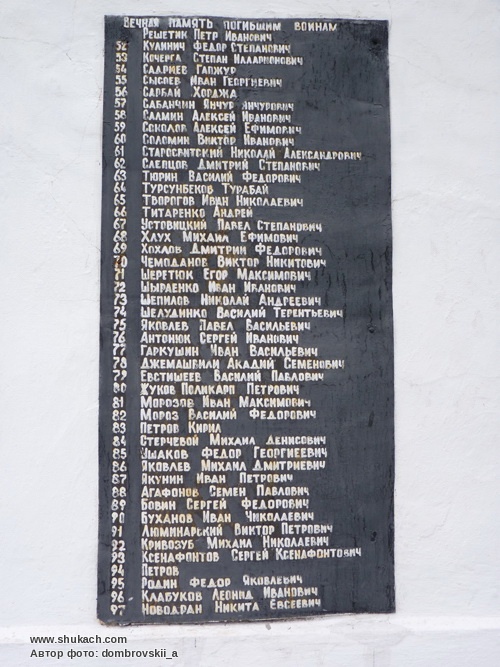 Вечная память погибшим воинам
Решетик Петр Иванович
52 Кулинич Федор Степанович
53 Кочерга Степан Илларионович
54 Садриев Гапжур
55 Сысоев Иван Георгиевич
56 Сарбай Хорджа
57 Сабанчин Янчур Янчурович
58 Салмин Алексей Иванович
59 Соколов Алексей Ефимович
60 Соломин Виктор Иванович
61 Старосвитский Николай Александрович
62 Слепцов Дмитрий Степанович
63 Тюрин Василий Федорович
64 Турсунбеков Турабай
65 Творогов Иван Николаевич
66 Титаренко Андрей
67 Устовицкий Павел Степанович
68 Хлух Михаил Ефимович
69 Хохлов Дмитрий Федорович
70 Чемоданов Виктор Никитович
71 Шеретюк Егор Максимович
72 Шыраенко Иван Иванович
73 Шепилов Николай Андреевич
74 Шелудинко Василий Терентьевич
75 Яковлев Павел Васильевич
76 Антонюк Сергей Иванович
77 Гаркушин Иван Васильевич
78 Джемашвили Акадий Семенович
79 Евстишеев Василий Павлович
80 Жуков Поликарп Петрович
81 Морозов Иван Максимович
82 Мороз Василий Федорович
83 Петров Кирил
84 Стерчевой Михаил Денисович
85 Ушаков Федор Георгиеевич
86 Яковлев Михаил Дмитриевич
87 Якунин Иван Петрович
88 Агафонов Семен Павлович
89 Бовин Сергей Федорович
90 Буханов Иван Чиколаевич
91 Люминарский Виктор Петрович
92 Кривозуб Михаил Николаевич
93 Ксенафонтов Сергей Ксенафонтович
94 Петров
95 Родин Федор Яковлевич
96 Клабуков Леонид Иванович
97 Новодран Никита Евсеевич
www.shukach.com
Автор фото: dombrovskii_a